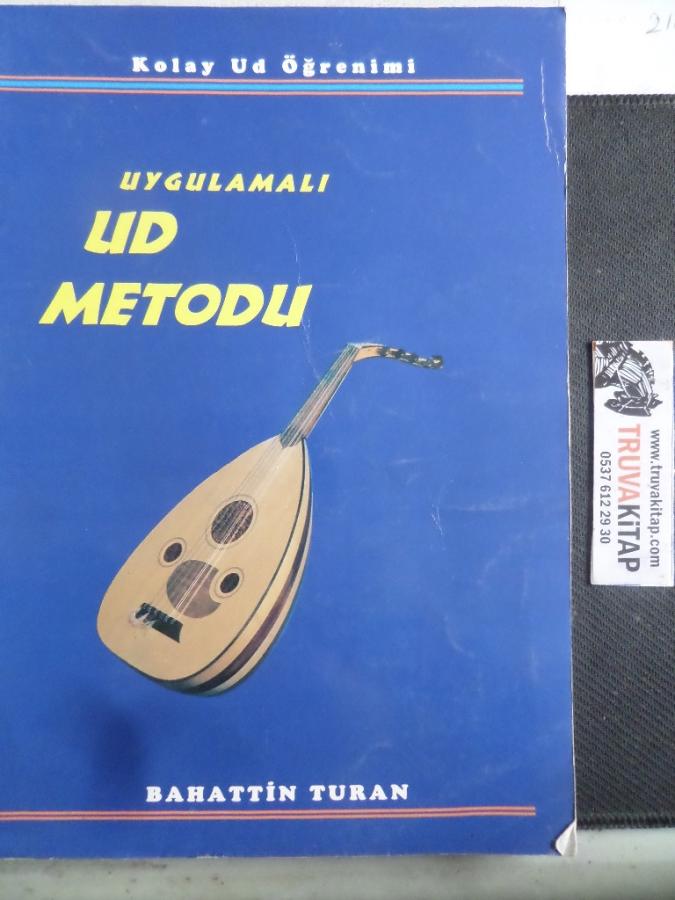 Kolay Ud Öğrenimi
UYGULAMALI
UD
METODU
BAHATTİN TURAN
www.truvakitap.com
TRUVAKİTAP
0537 612 29 30